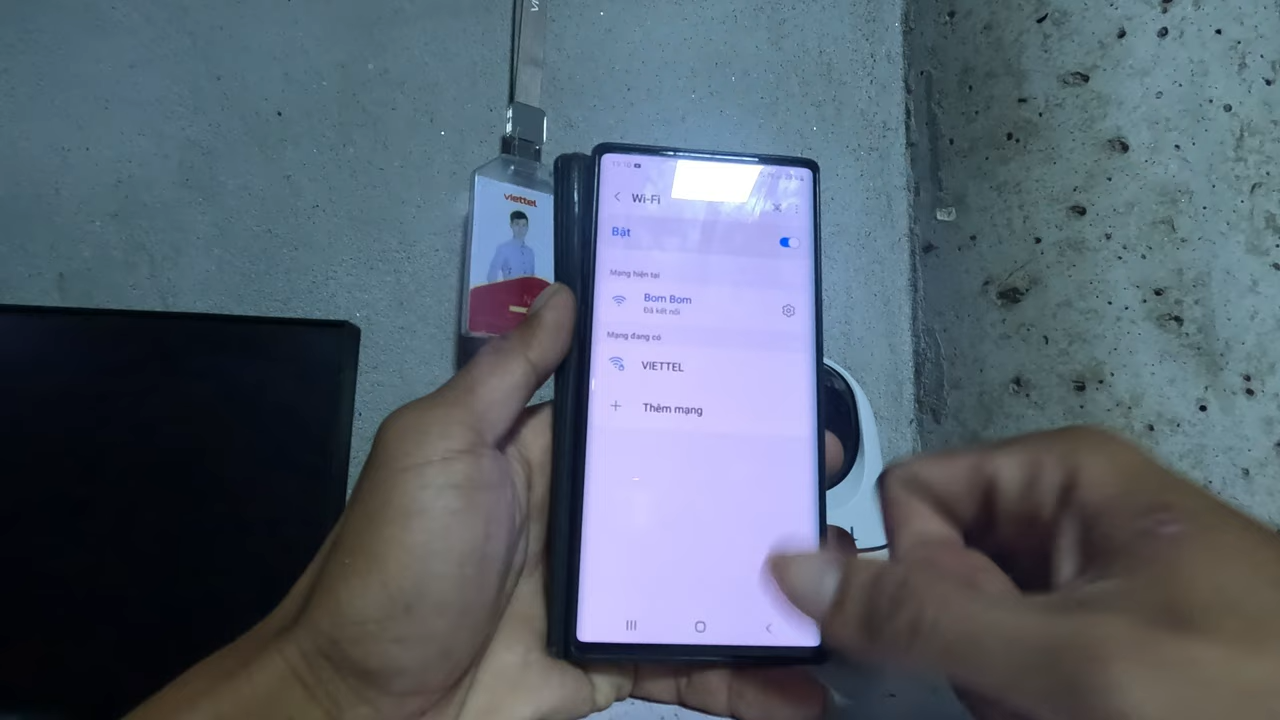 viettel
Wi-Fi
Bật
Mạng hiện tại
Bom Bom
Đã kết nối
Mạng đang có
VIETTEL
Thêm mạng